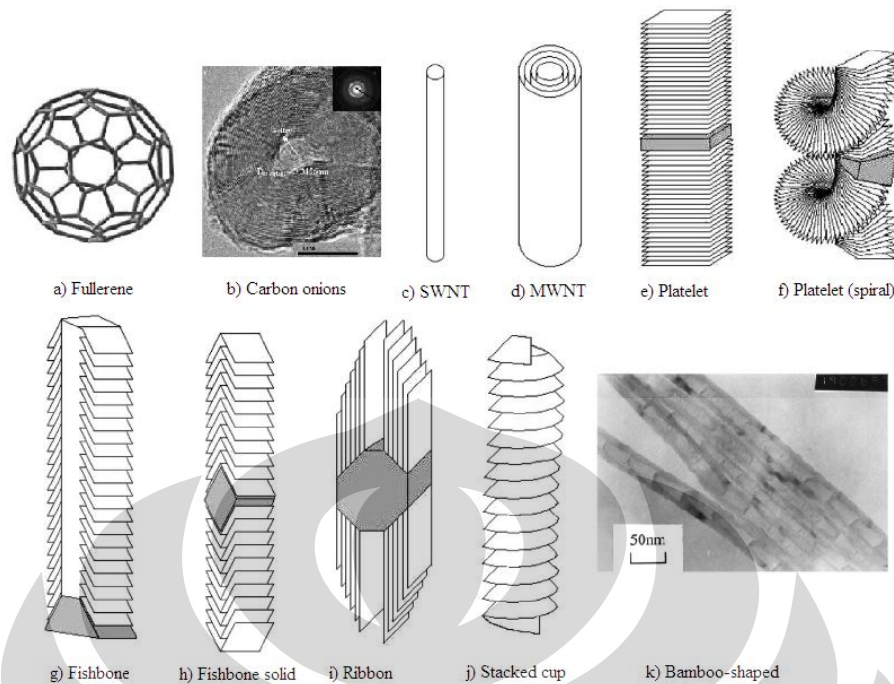 a) Fullerene
b) Carbon onions
c) SWNT
d) MWNT
e) Platelet
f) Platelet (spiral)
50nm
g) Fishbone
h) Fishbone solid
i) Ribbon
j) Stacked cup
k) Bamboo-shaped